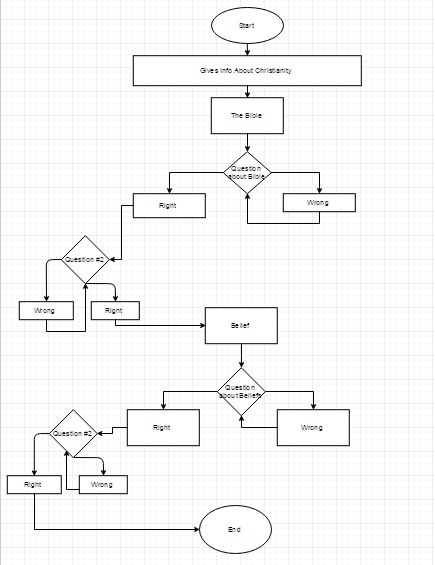 Start
Gives Info About Christianity
The Bible
Question
about Bible
Right
Wrong
Question #2
Wrong
Right
Belief
Question
about Beliefs
Right
Wrong
Question #2
Right
Wrong
End